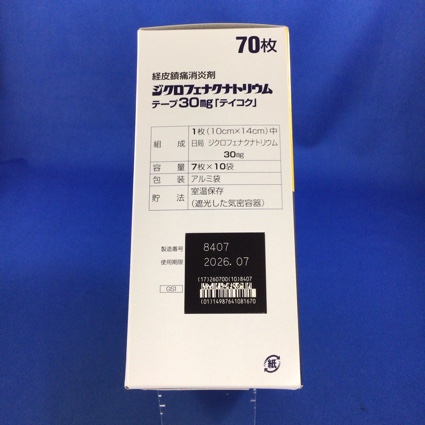 70枚
経皮鎮痛消炎剤
ジクロフェナクナトリウム
テープ30mg「テイコク」
1枚(10cm×14cm)中
組成 日局 ジクロフェナクナトリウム
30mg
容量 7枚×10袋
包装 アルミ袋
貯法 室温保存
(遮光した気密容器)
製造番号 8407
使用期限 2026.07
(17)260700(10)8407
GS1
(01)14987641081670
紙